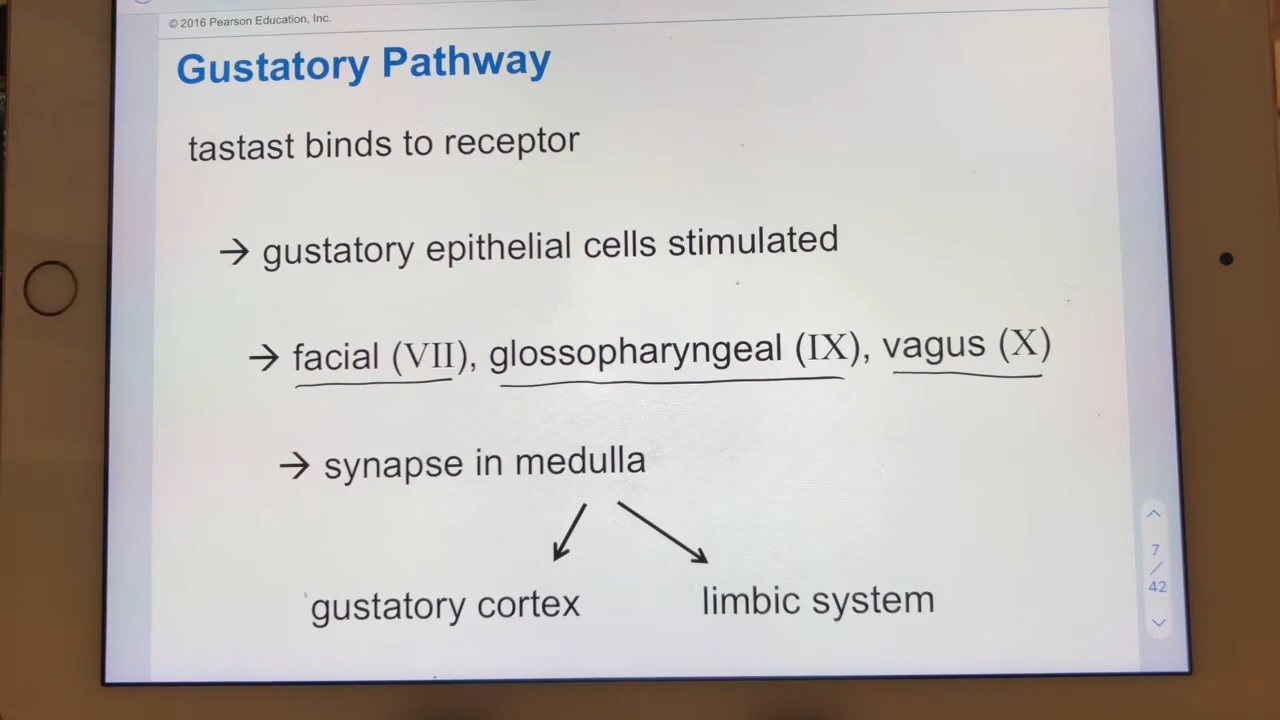 © 2016 Pearson Education, Inc.
Gustatory Pathway
tastast binds to receptor
→ gustatory epithelial cells stimulated
→ facial (VII), glossopharyngeal (IX), vagus (X)
→ synapse in medulla
gustatory cortex
limbic system
7
/
42